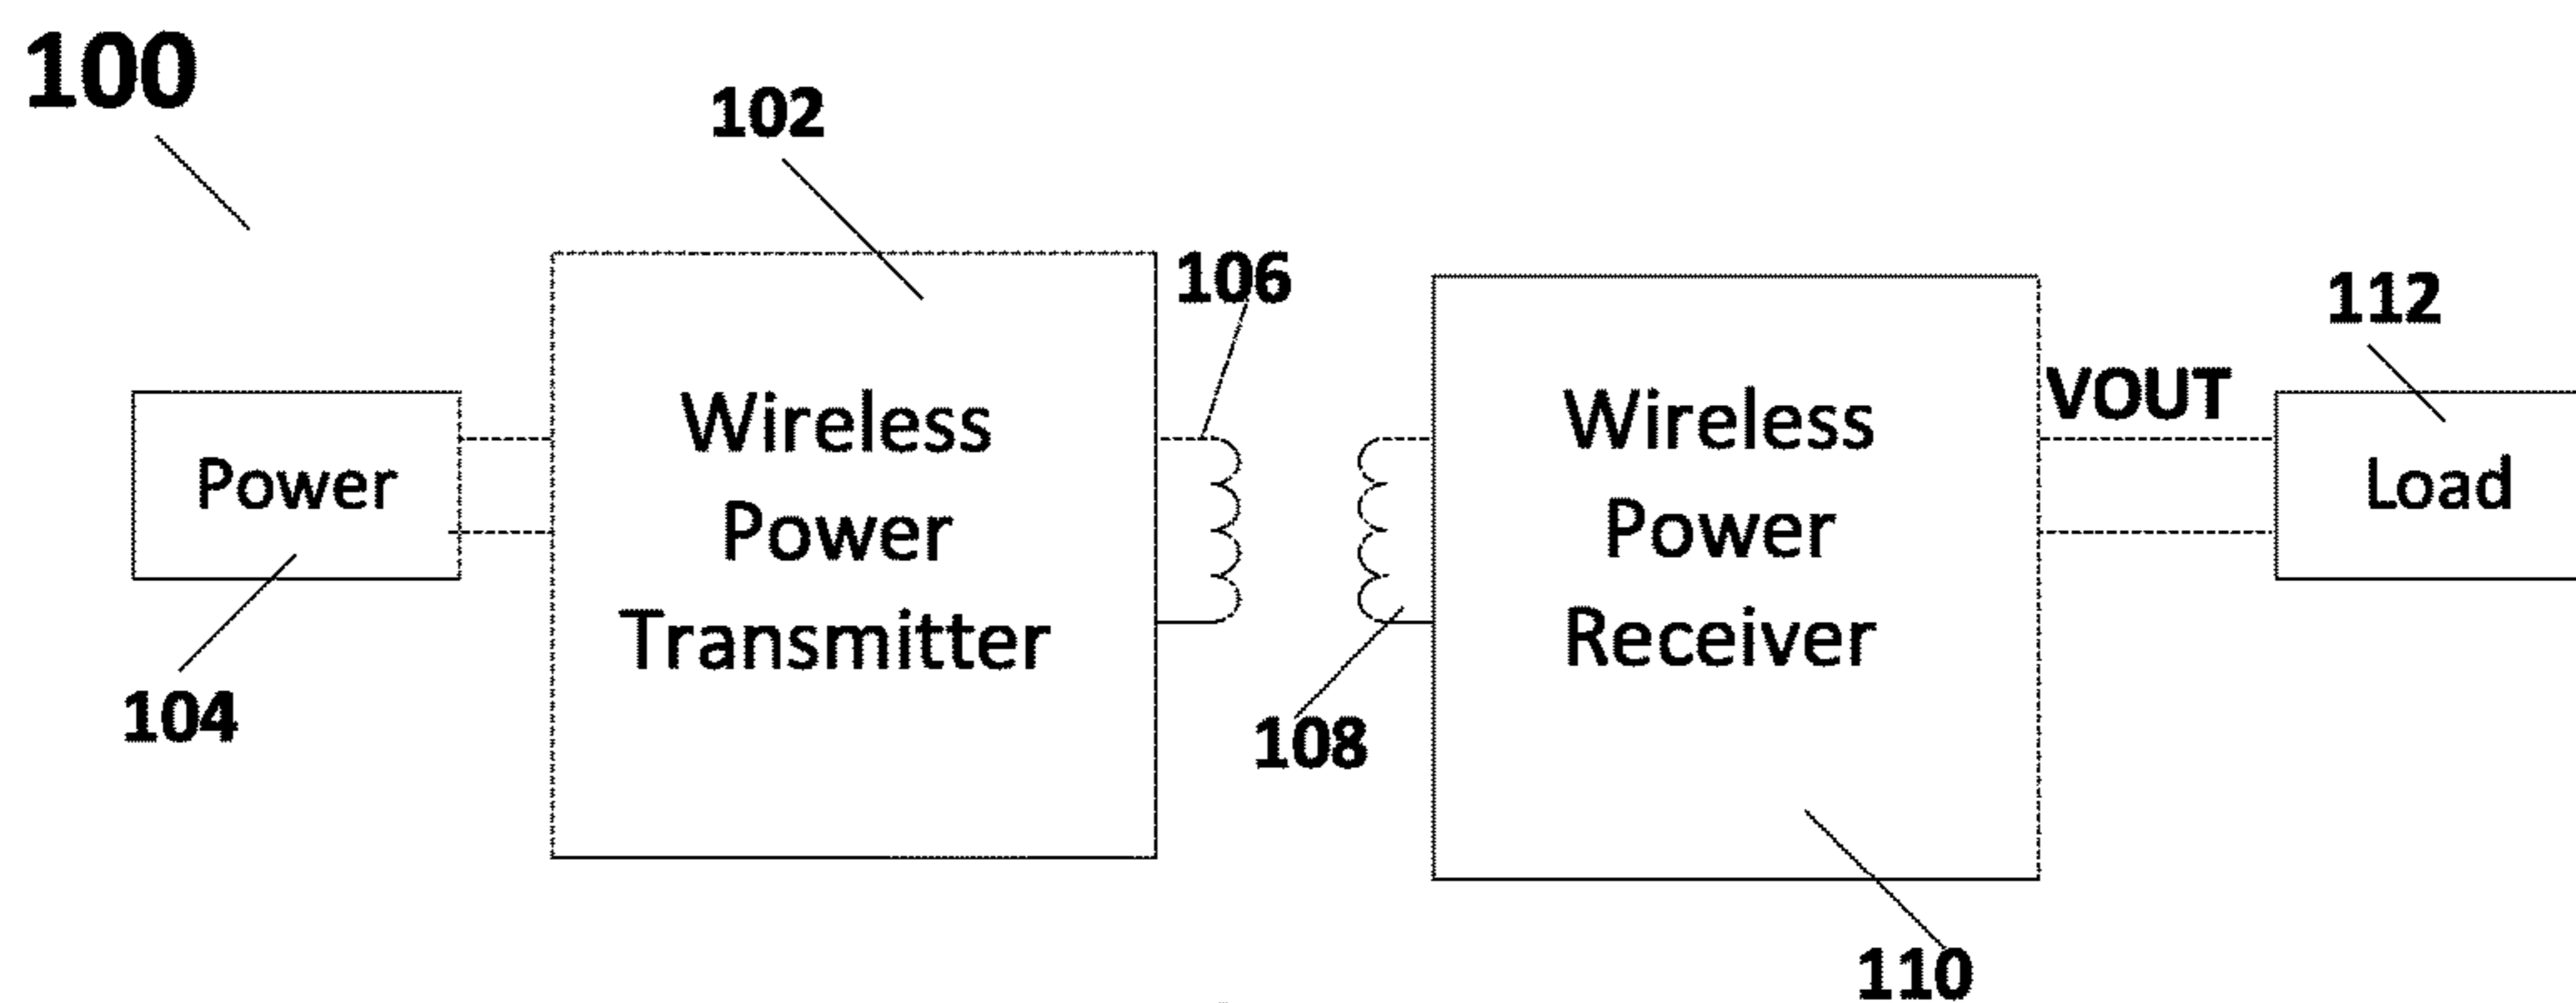 100
102
106
112
VOUT
Power
Wireless
Power
Transmitter
Wireless
Power
Receiver
Load
104
108
110